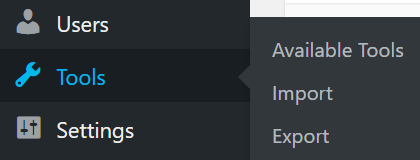 Users
Tools
Settings
Available Tools
Import
Export